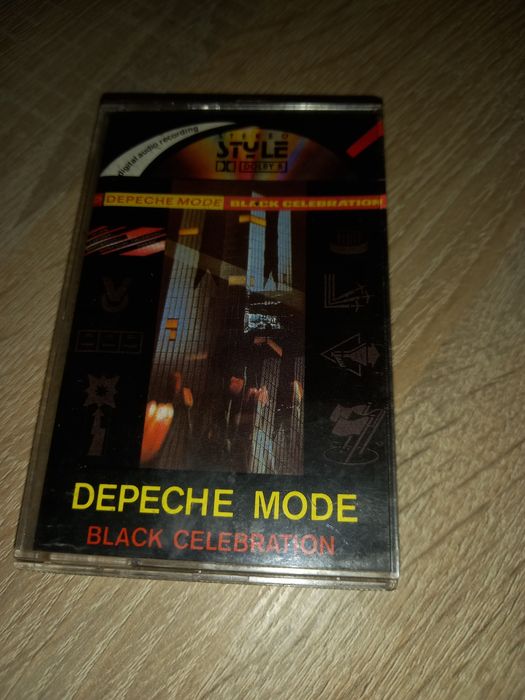 digital audio recording
STEREO
STYLE
DOLBY B
DEPECHE MODE BLACK CELEBRATION
DEPECHE MODE
BLACK CELEBRATION